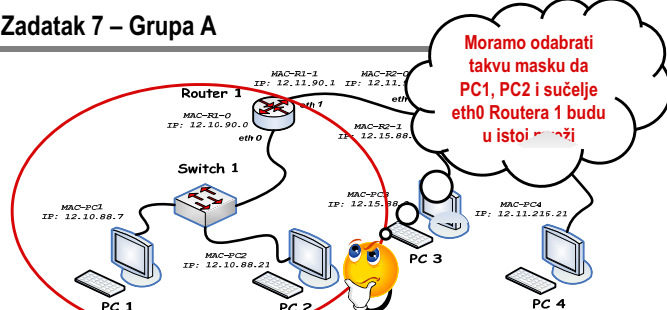 Zadatak 7 – Grupa A
Moramo odabrati
takvu masku da
PC1, PC2 i sučelje
eth0 Routera 1 budu
u istoj
MAC-R1-1
IP: 12.11.90.1
MAC-R2-0
IP: 12.11.
Router 1
eth 1
eth
MAC-R1-0
IP: 12.10.90.0
eth 0
MAC-R2-1
IP: 12.15.88.
Switch 1
MAC-PC1
IP: 12.10.88.7
MAC-PC3
IP: 12.15.88.
MAC-PC4
IP: 12.11.216.21
MAC-PC2
IP: 12.10.88.21
PC 3
PC 1
PC 2
PC 4